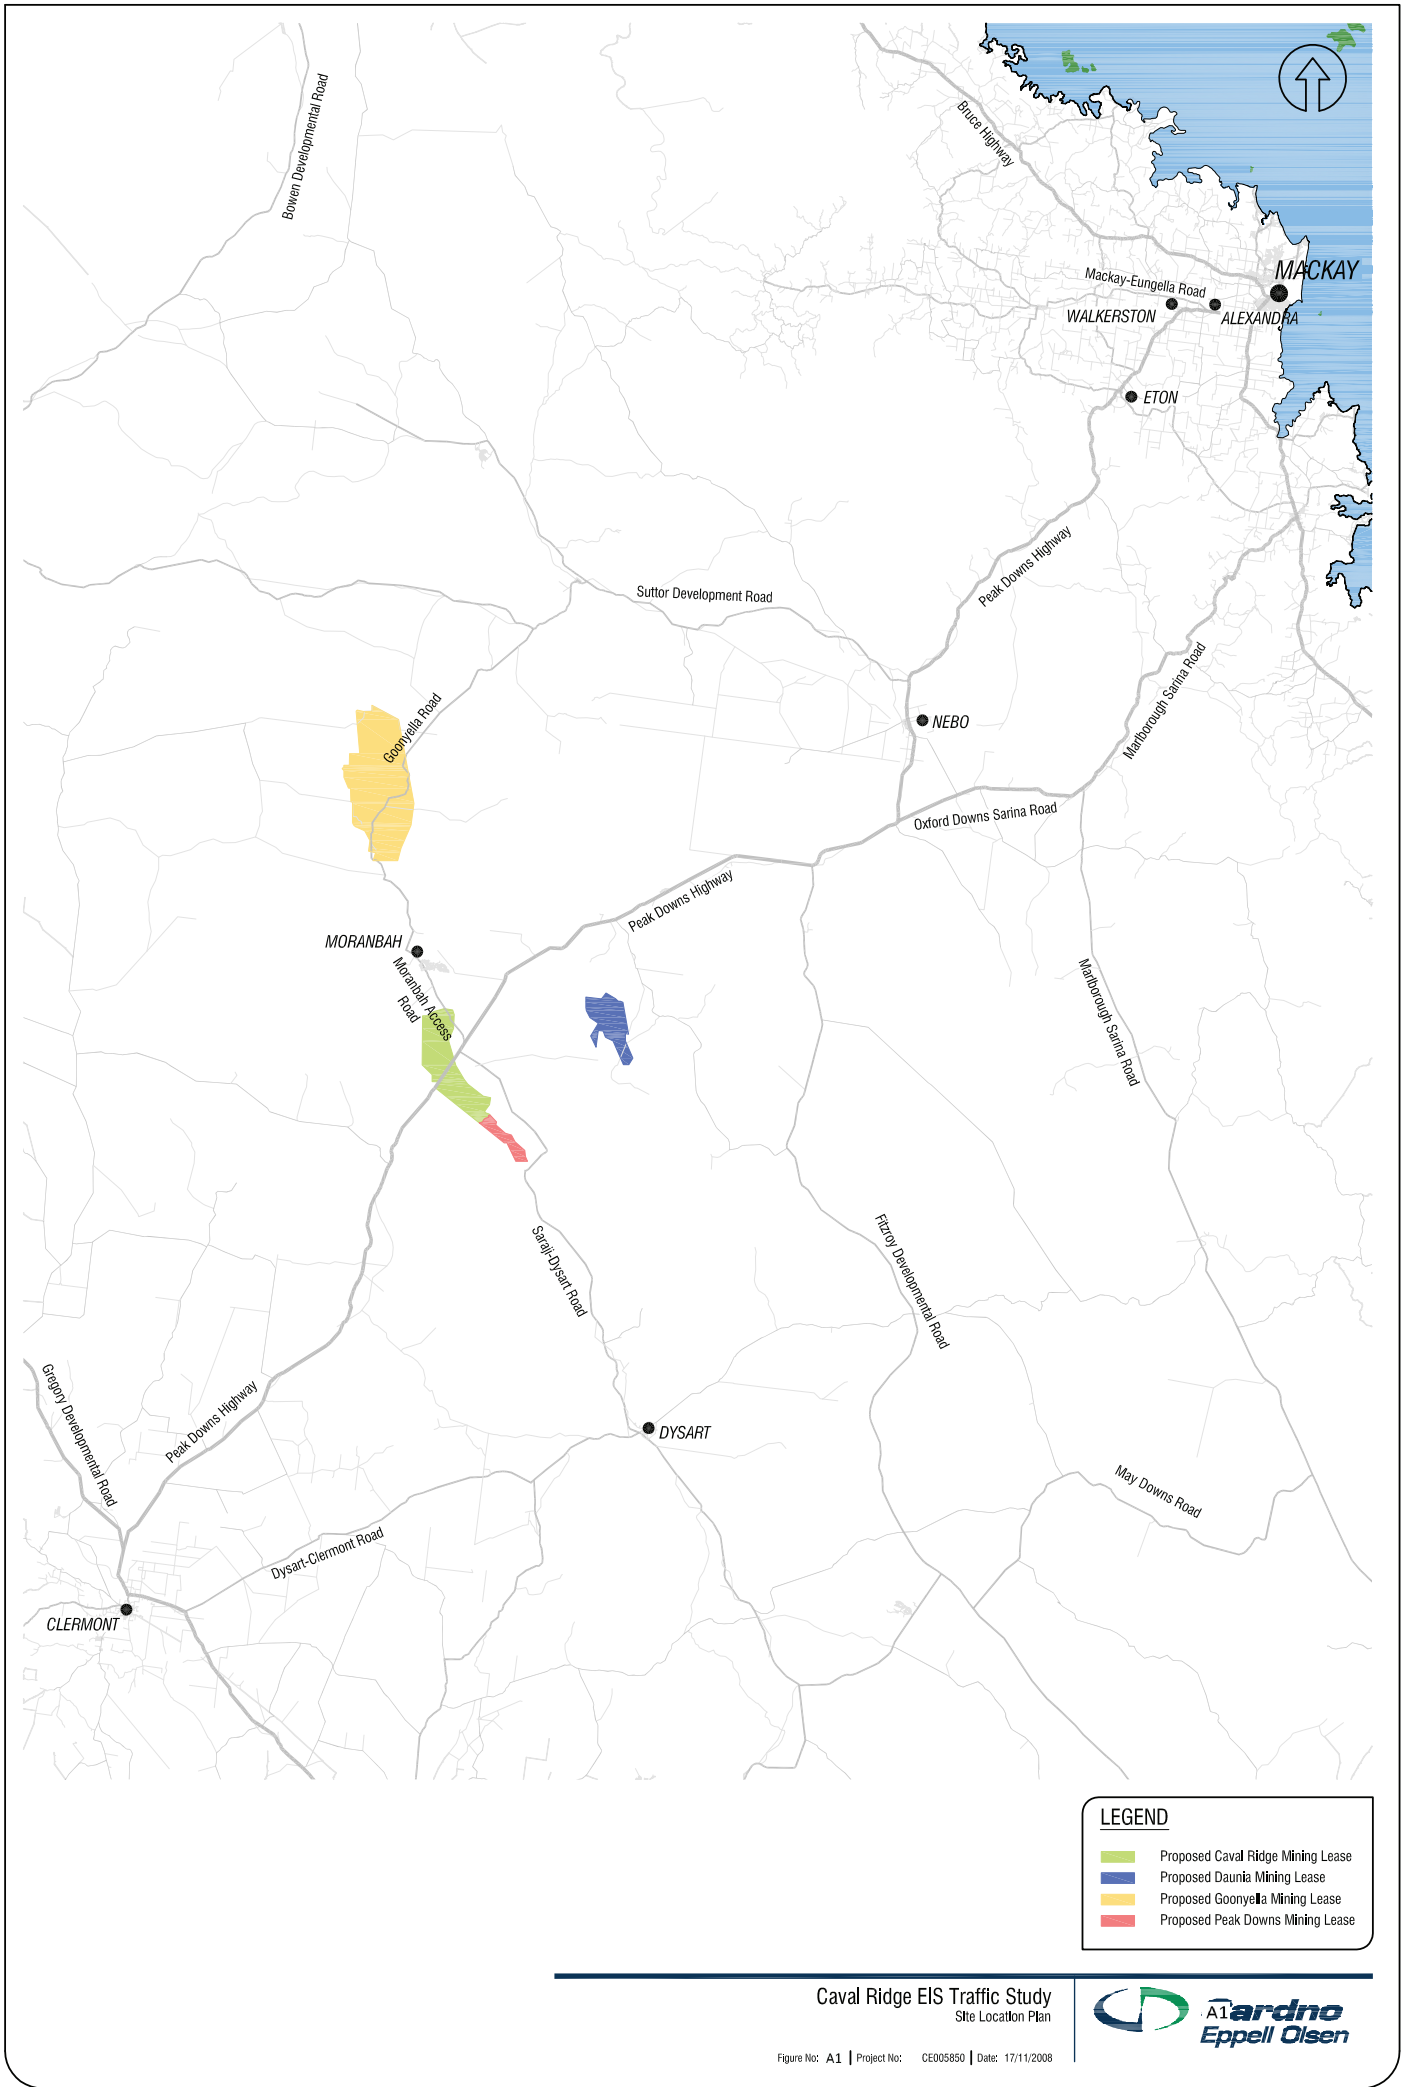 Bowen Developmental Road
Bruce Highway
MACKAY
Mackay-Eungella Road
WALKERSTON
ALEXANDRA
ETON
Peak Downs Highway
Suttor Development Road
Marlborough Sarina Road
Goonyella Road
NEBO
Oxford Downs Sarina Road
Peak Downs Highway
MORANBAH
Moranbah Access
Road
Marlborough Sarina Road
Saraji-Dysart Road
Fitzroy Developmental Road
Gregory Developmental Road
Peak Downs Highway
DYSART
May Downs Road
Dysart-Clermont Road
CLERMONT
LEGEND
Proposed Caval Ridge Mining Lease
Proposed Daunia Mining Lease
Proposed Goonyella Mining Lease
Proposed Peak Downs Mining Lease
Caval Ridge EIS Traffic Study
Site Location Plan
A1 ardno
Eppell Olsen
Figure No: A1 | Project No: CE005850 | Date: 17/11/2008